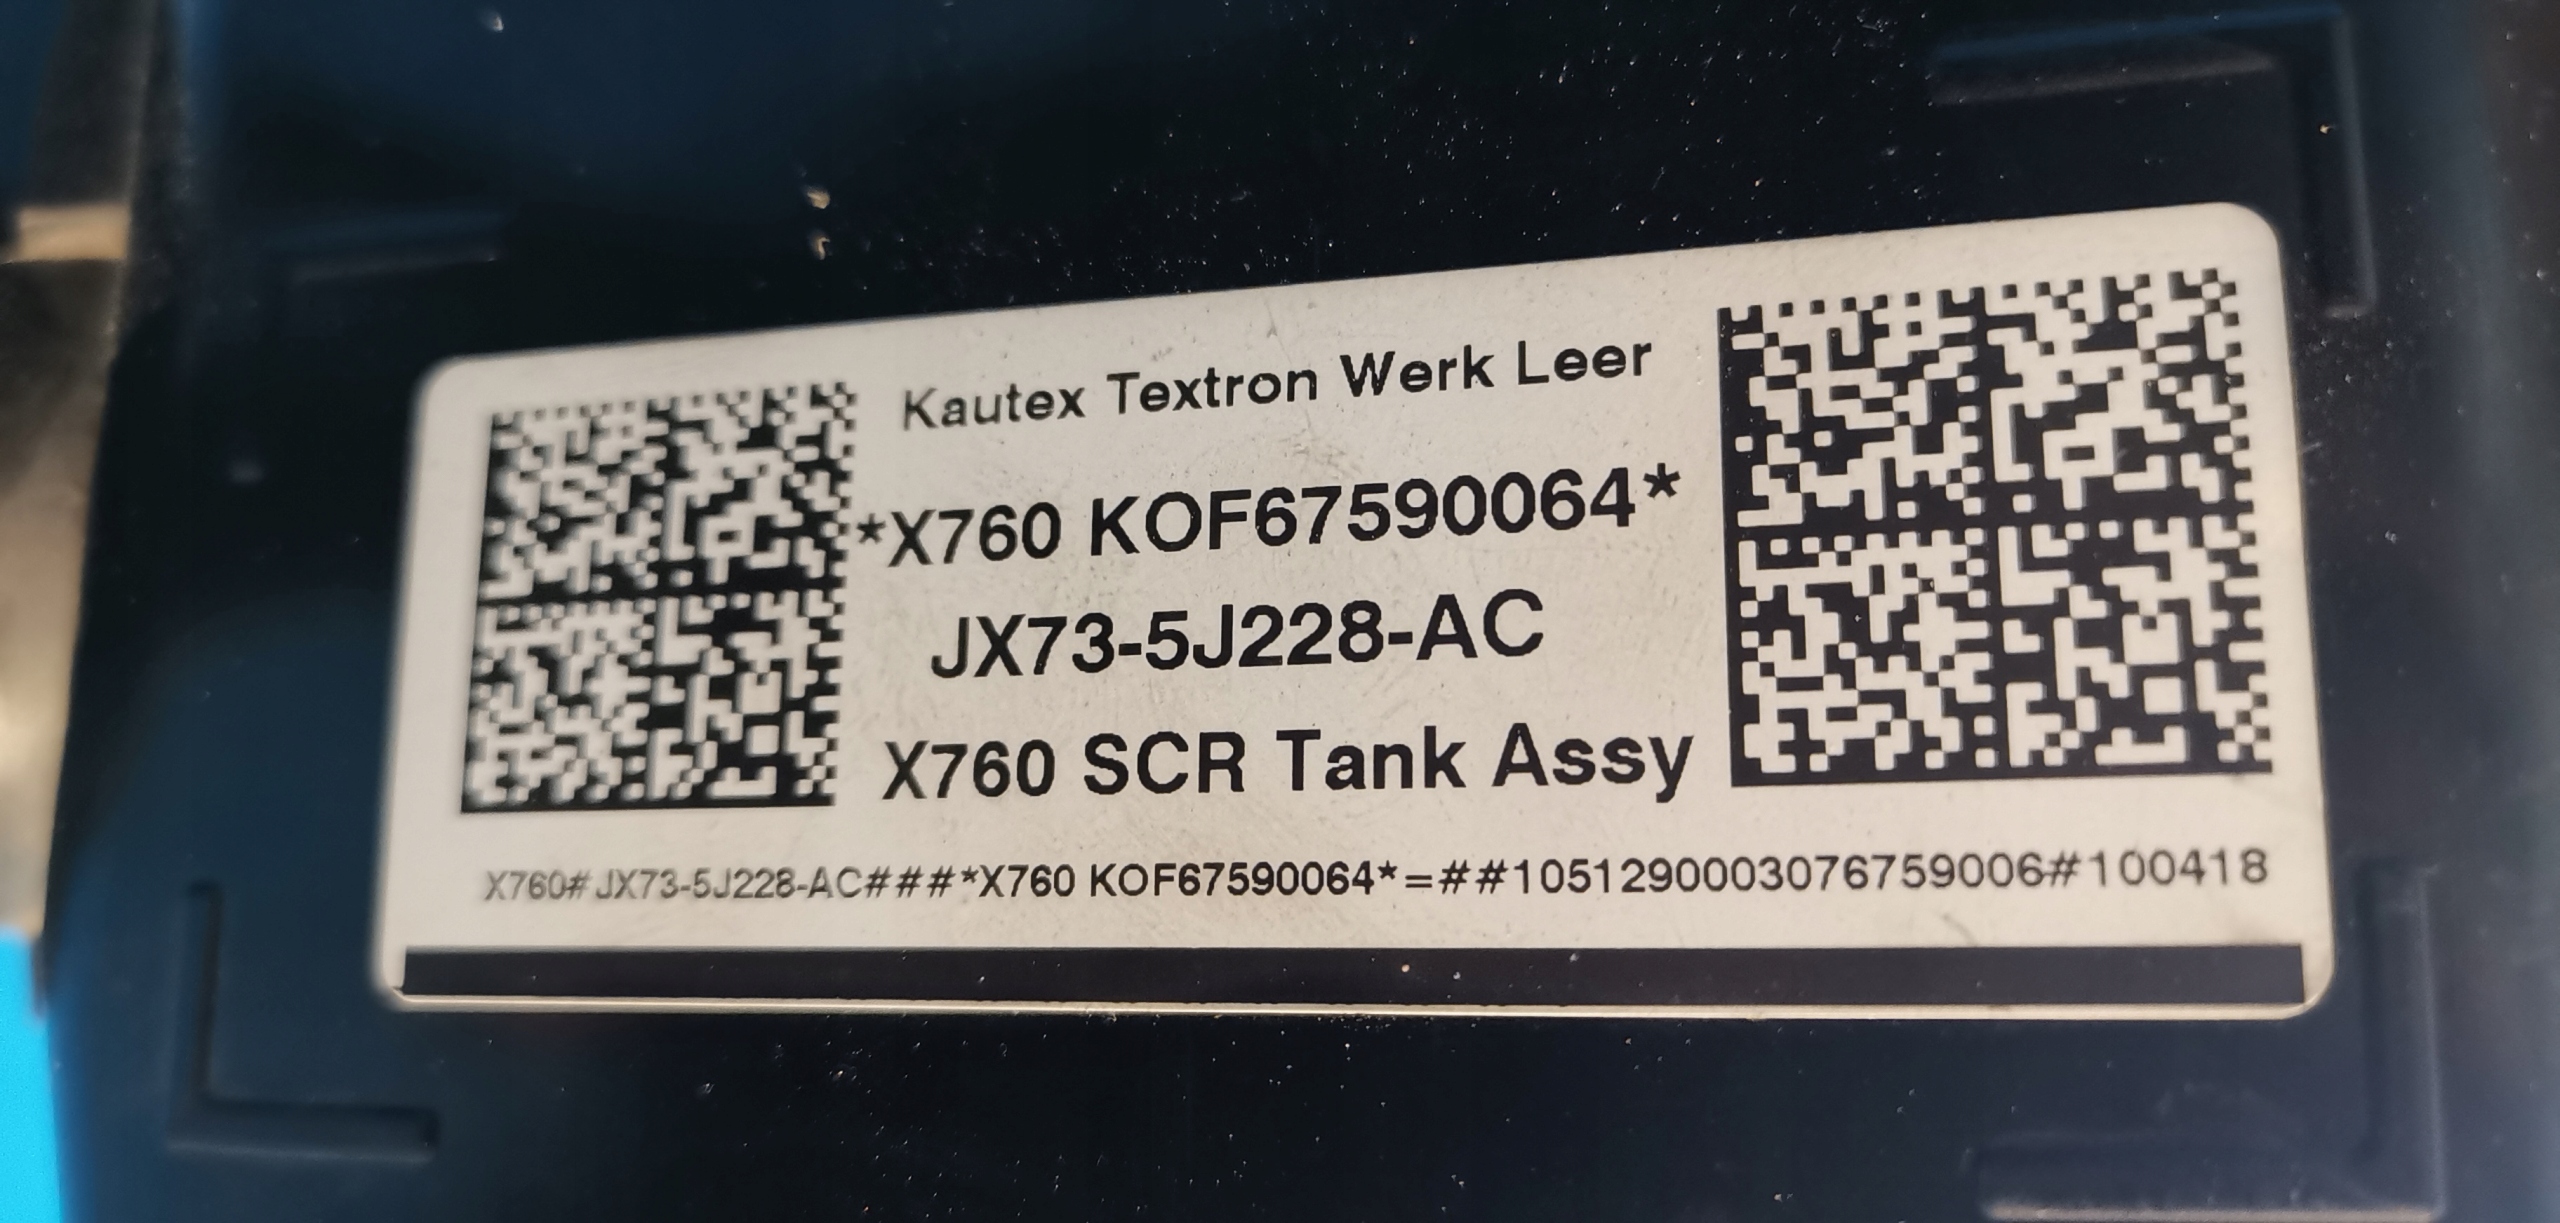 Kautex Textron Werk Leer
*X760 KOF67590064*
JX73-5J228-AC
X760 SCR Tank Assy
X760#JX73-5J228-AC###*X760 KOF67590064*=##1051290003076759006#100418